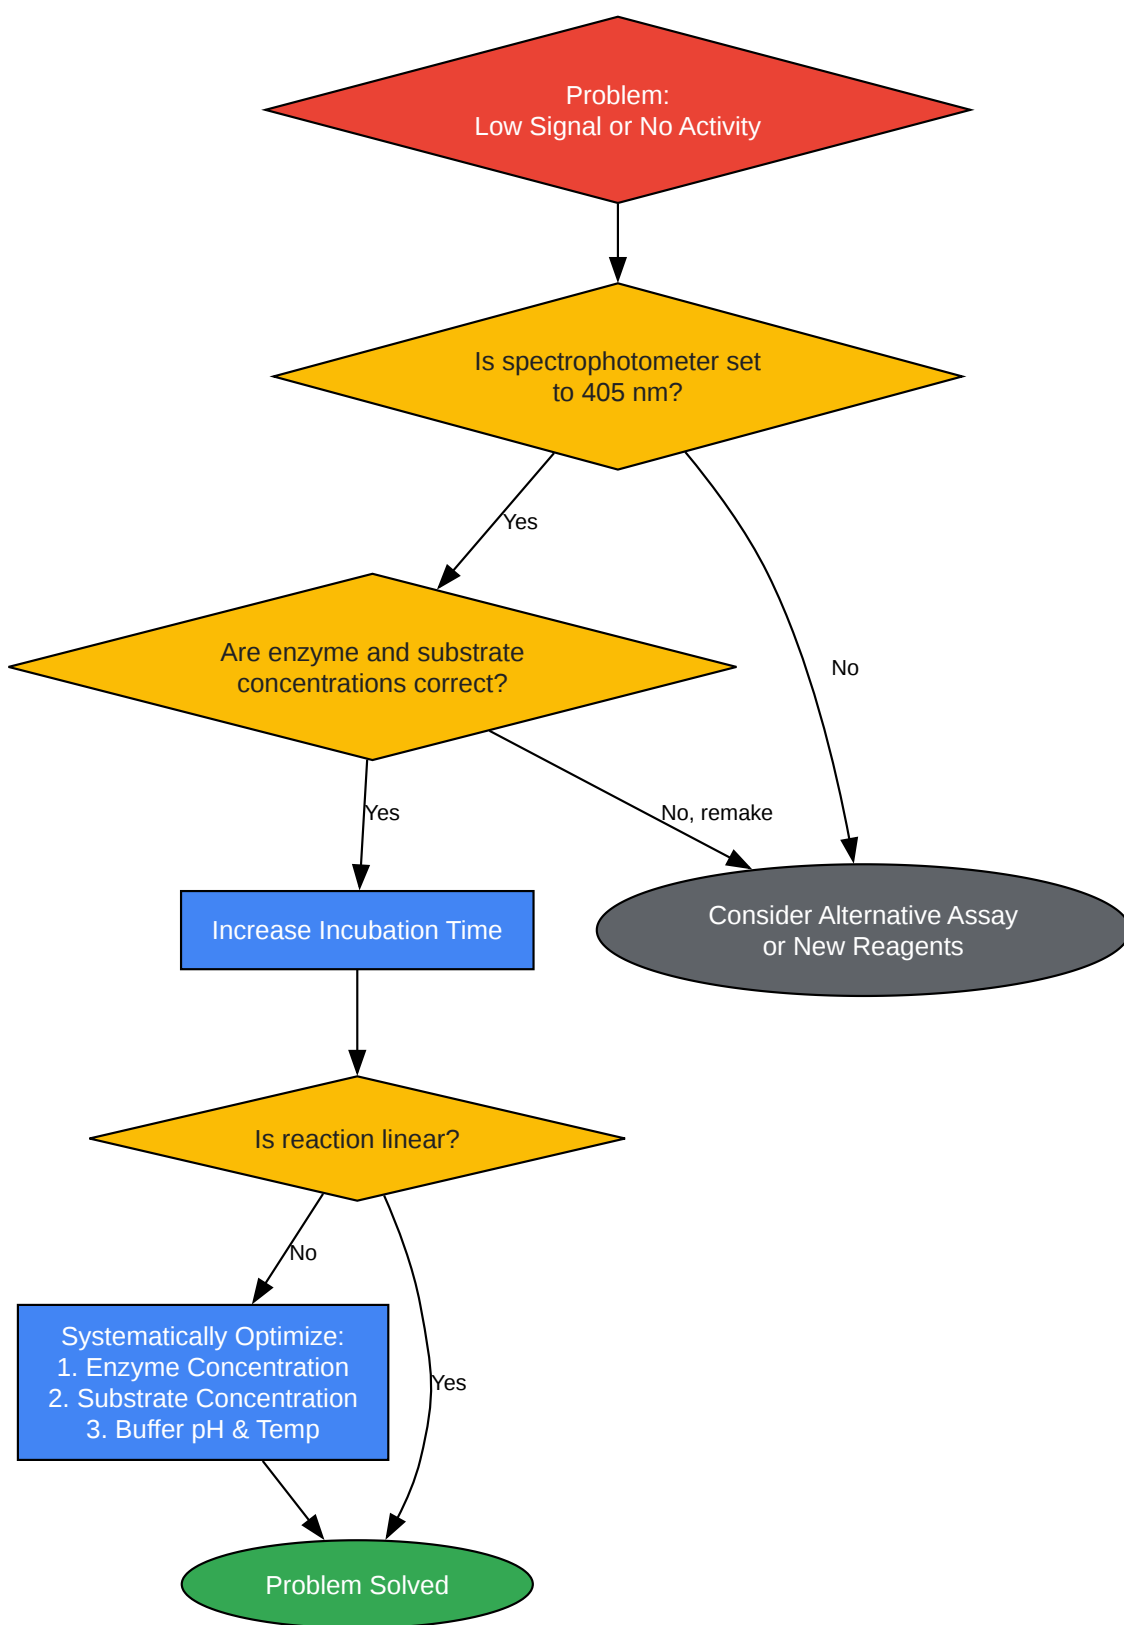 Problem:
Low Signal or No Activity
Is spectrophotometer set
to 405 nm?
Yes
No
Are enzyme and substrate
concentrations correct?
Yes
No, remake
Increase Incubation Time
Consider Alternative Assay
or New Reagents
Is reaction linear?
No
Yes
Systematically Optimize:
1. Enzyme Concentration
2. Substrate Concentration
3. Buffer pH & Temp
Problem Solved